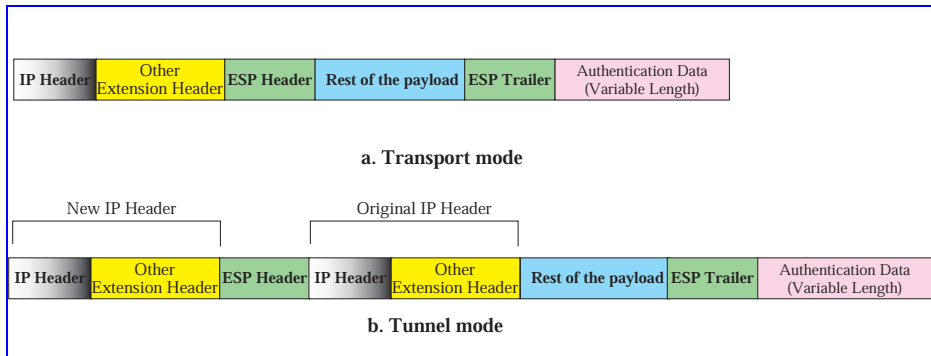 IP Header
Other
Extension Header
ESP Header
Rest of the payload
ESP Trailer
Authentication Data
(Variable Length)
a. Transport mode
New IP Header
Original IP Header
IP Header
Other
Extension Header
ESP Header
IP Header
Other
Extension Header
Rest of the payload
ESP Trailer
Authentication Data
(Variable Length)
b. Tunnel mode